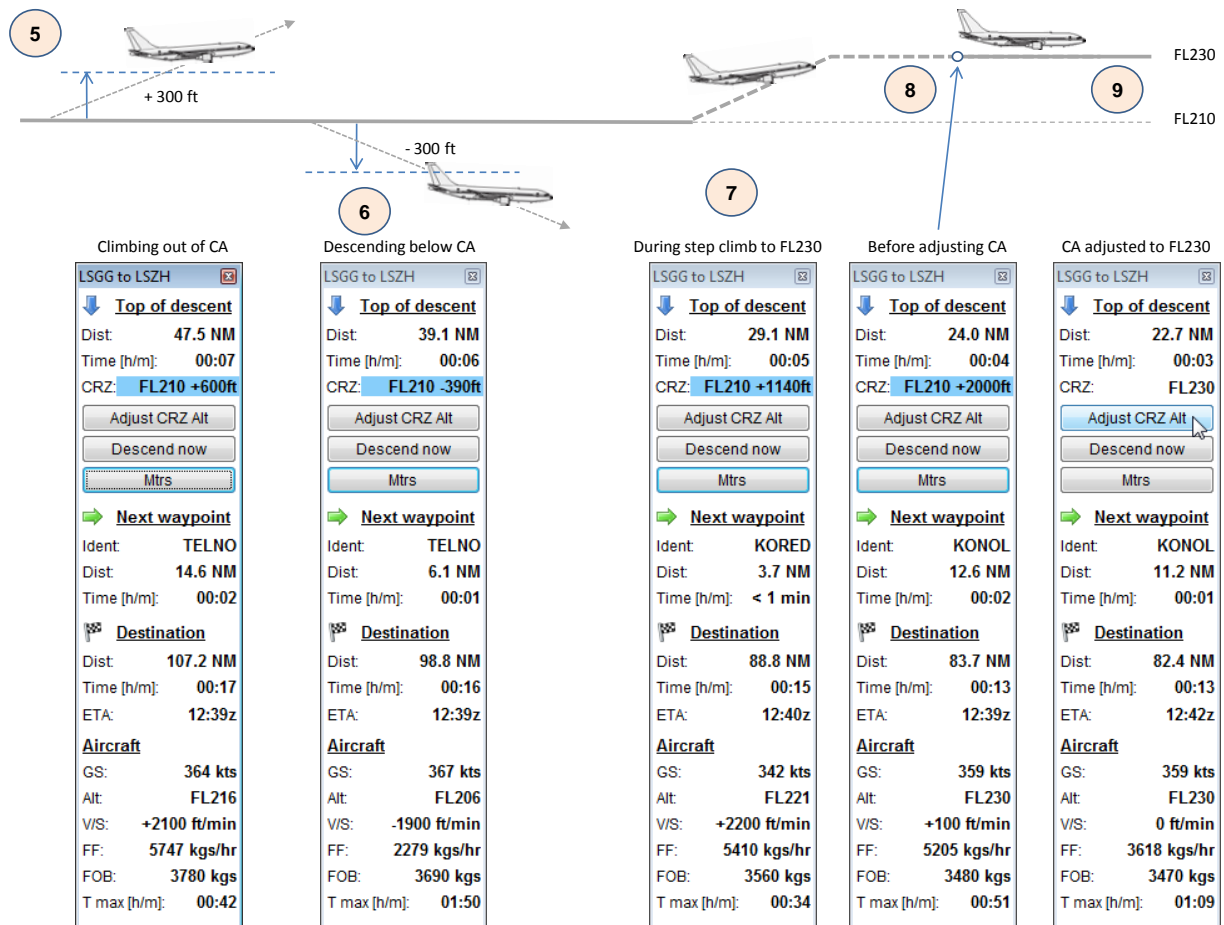 5
FL230
+ 300 ft
8
9
FL210
- 300 ft
6
7
Climbing out of CA
LSGG to LSZH
Top of descent
Dist: 47.5 NM
Time [h/m]: 00:07
CRZ: FL210 +600ft
Adjust CRZ Alt
Descend now
Mtrs
Next waypoint
Ident: TELNO
Dist: 14.6 NM
Time [h/m]: 00:02
Destination
Dist: 107.2 NM
Time [h/m]: 00:17
ETA: 12:39z
Aircraft
GS: 364 kts
Alt: FL216
V/S: +2100 ft/min
FF: 5747 kgs/hr
FOB: 3780 kgs
T max [h/m]: 00:42
Descending below CA
LSGG to LSZH
Top of descent
Dist: 39.1 NM
Time [h/m]: 00:06
CRZ: FL210 -390ft
Adjust CRZ Alt
Descend now
Mtrs
Next waypoint
Ident: TELNO
Dist: 6.1 NM
Time [h/m]: 00:01
Destination
Dist: 98.8 NM
Time [h/m]: 00:16
ETA: 12:39z
Aircraft
GS: 367 kts
Alt: FL206
V/S: -1900 ft/min
FF: 2279 kgs/hr
FOB: 3690 kgs
T max [h/m]: 01:50
During step climb to FL230
LSGG to LSZH
Top of descent
Dist: 29.1 NM
Time [h/m]: 00:05
CRZ: FL210 +1140ft
Adjust CRZ Alt
Descend now
Mtrs
Next waypoint
Ident: KORED
Dist: 3.7 NM
Time [h/m]: < 1 min
Destination
Dist: 88.8 NM
Time [h/m]: 00:15
ETA: 12:40z
Aircraft
GS: 342 kts
Alt: FL221
V/S: +2200 ft/min
FF: 5410 kgs/hr
FOB: 3560 kgs
T max [h/m]: 00:34
Before adjusting CA
LSGG to LSZH
Top of descent
Dist: 24.0 NM
Time [h/m]: 00:04
CRZ: FL210 +2000ft
Adjust CRZ Alt
Descend now
Mtrs
Next waypoint
Ident: KONOL
Dist: 12.6 NM
Time [h/m]: 00:02
Destination
Dist: 83.7 NM
Time [h/m]: 00:13
ETA: 12:39z
Aircraft
GS: 359 kts
Alt: FL230
V/S: +100 ft/min
FF: 5205 kgs/hr
FOB: 3480 kgs
T max [h/m]: 00:51
CA adjusted to FL230
LSGG to LSZH
Top of descent
Dist: 22.7 NM
Time [h/m]: 00:03
CRZ: FL230
Adjust CRZ Alt
Descend now
Mtrs
Next waypoint
Ident: KONOL
Dist: 11.2 NM
Time [h/m]: 00:01
Destination
Dist: 82.4 NM
Time [h/m]: 00:13
ETA: 12:42z
Aircraft
GS: 359 kts
Alt: FL230
V/S: 0 ft/min
FF: 3618 kgs/hr
FOB: 3470 kgs
T max [h/m]: 01:09